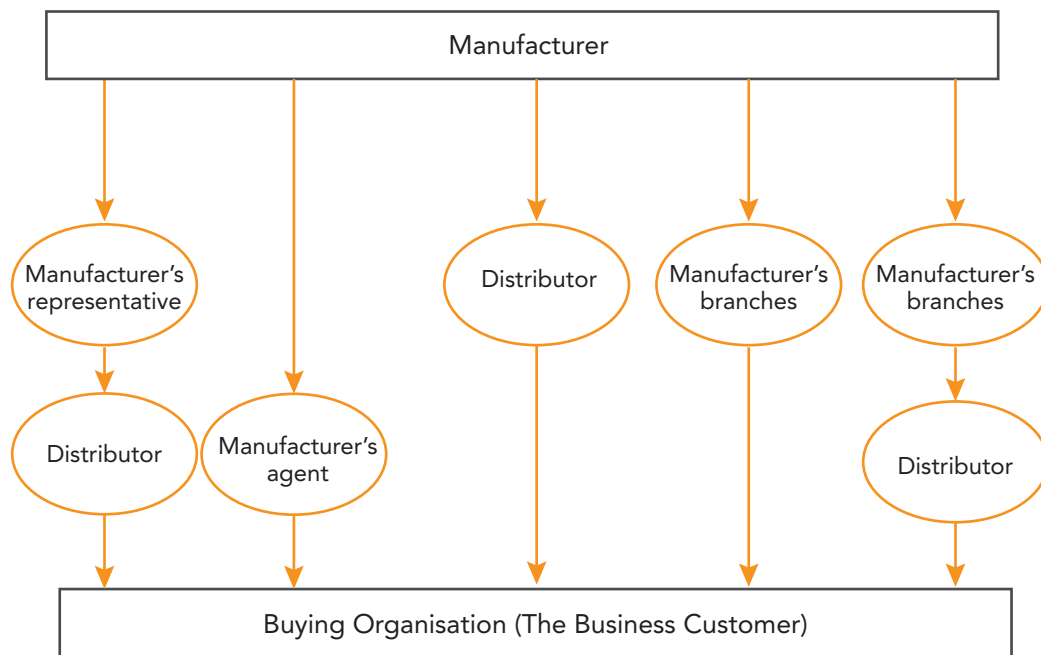 Manufacturer
Manufacturer’s
representative
Distributor
Manufacturer’s
branches
Manufacturer’s
branches
Distributor
Manufacturer’s
agent
Distributor
Buying Organisation (The Business Customer)